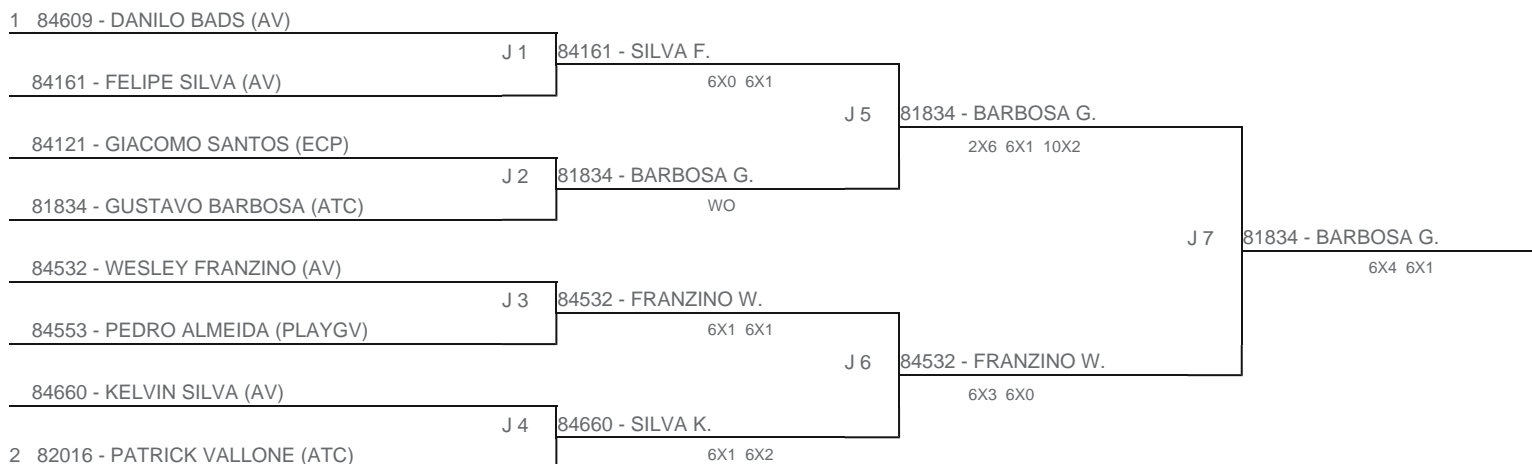 1 84609 - DANILO BADS (AV)
J 1 84161 - SILVA F.
84161 - FELIPE SILVA (AV) 6X0 6X1
J 5 81834 - BARBOSA G.
84121 - GIACOMO SANTOS (ECP) 2X6 6X1 10X2
J 2 81834 - BARBOSA G.
81834 - GUSTAVO BARBOSA (ATC) WO
J 7 81834 - BARBOSA G.
84532 - WESLEY FRANZINO (AV) 6X4 6X1
J 3 84532 - FRANZINO W.
84553 - PEDRO ALMEIDA (PLAYGV) 6X1 6X1
J 6 84532 - FRANZINO W.
84660 - KELVIN SILVA (AV) 6X3 6X0
J 4 84660 - SILVA K.
2 82016 - PATRICK VALLONE (ATC) 6X1 6X2